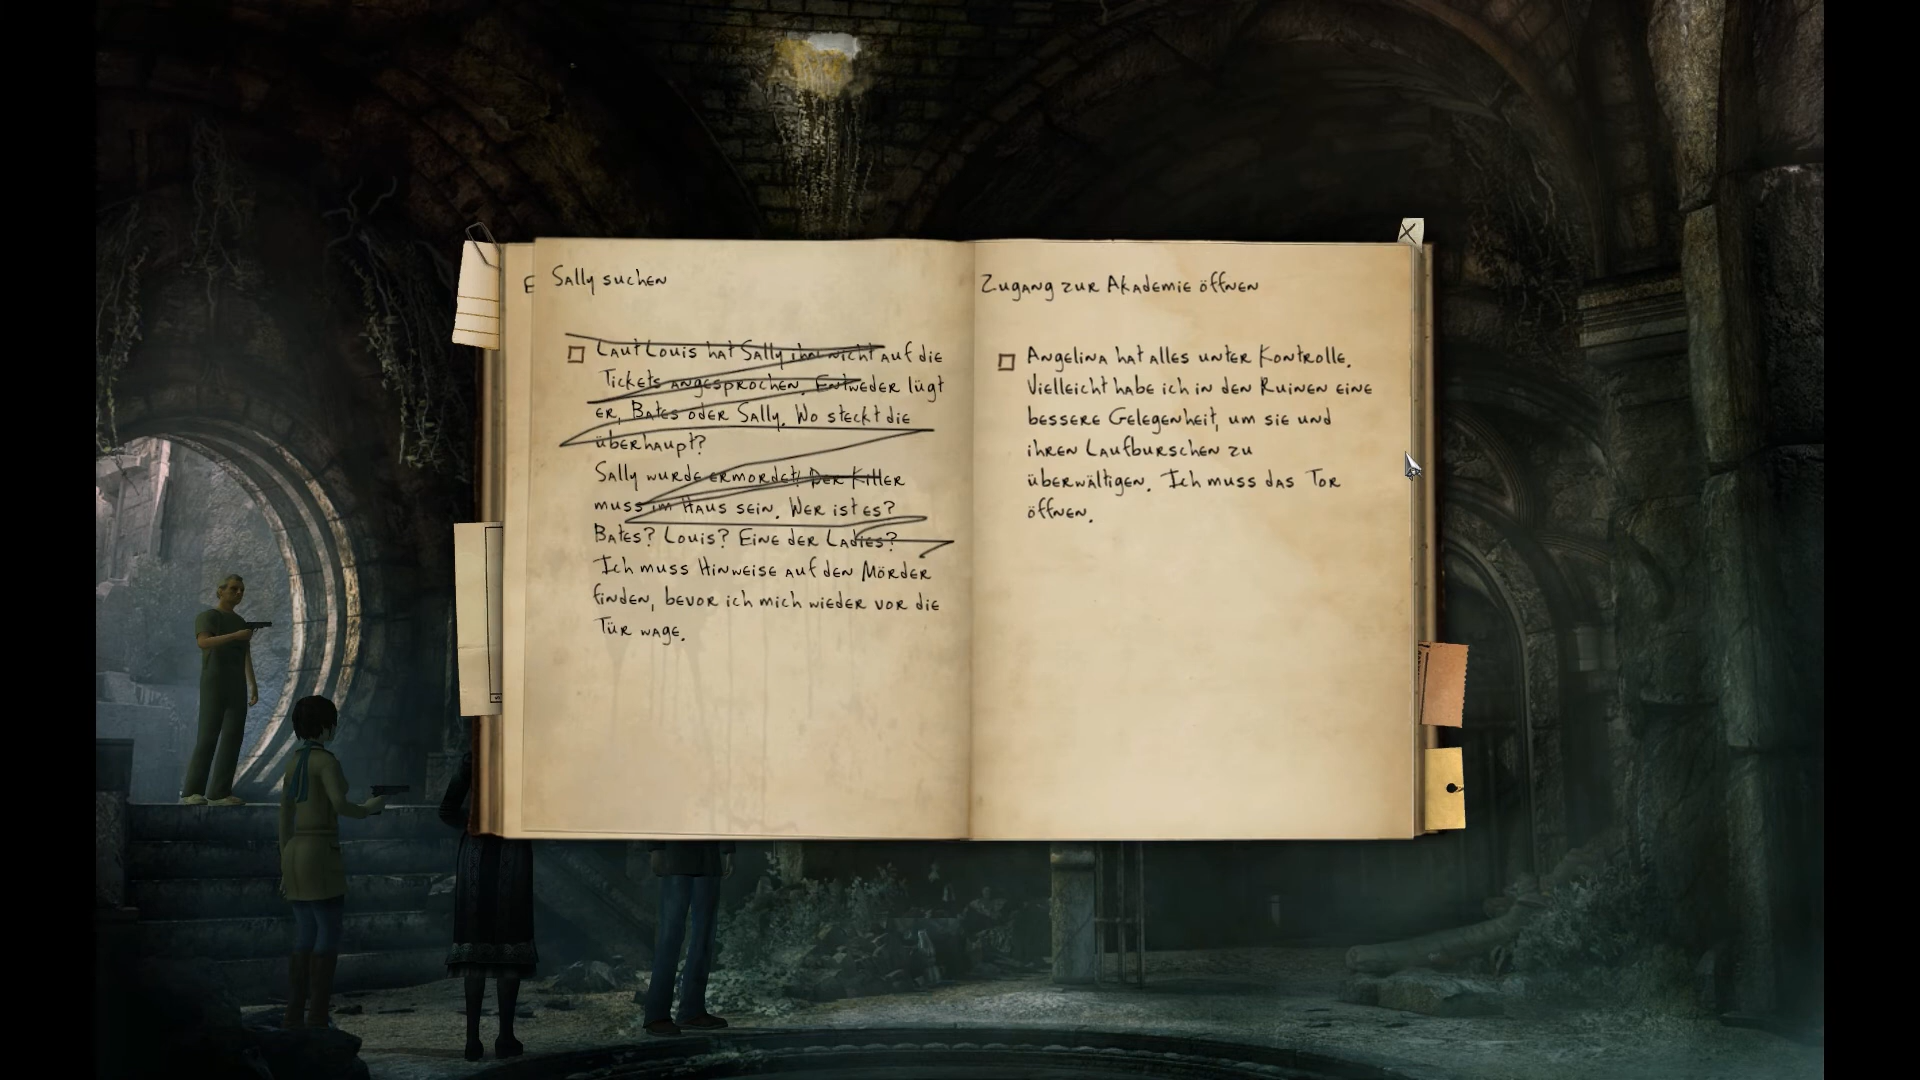 E
Sally suchen
Laut Louis hat Sally ihn nicht auf die
Tickets angesprochen. Entweder lügt
er, Bates oder Sally. Wo steckt die
überhaupt?
Sally wurde ermordet! Der Killer
muss im Haus sein. Wer ist es?
Bates? Louis? Eine der Ladies?
Ich muss Hinweise auf den Mörder
finden, bevor ich mich wieder vor die
Tür wage.
X
Zugang zur Akademie öffnen
Angelina hat alles unter Kontrolle.
Vielleicht habe ich in den Ruinen eine
bessere Gelegenheit, um sie und
ihren Laufburschen zu
überwältigen. Ich muss das Tor
öffnen.